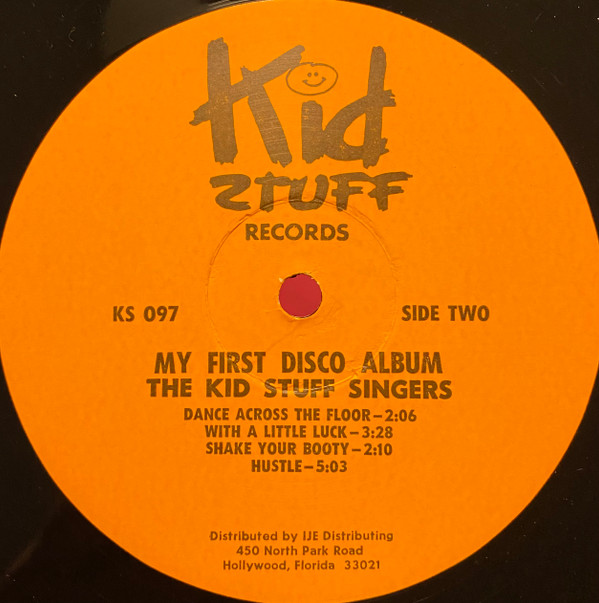 Kid
STUFF
RECORDS
KS 097
SIDE TWO
MY FIRST DISCO ALBUM
THE KID STUFF SINGERS
DANCE ACROSS THE FLOOR–2:06
WITH A LITTLE LUCK–3:28
SHAKE YOUR BOOTY–2:10
HUSTLE–5:03
Distributed by IJE Distributing
450 North Park Road
Hollywood, Florida 33021